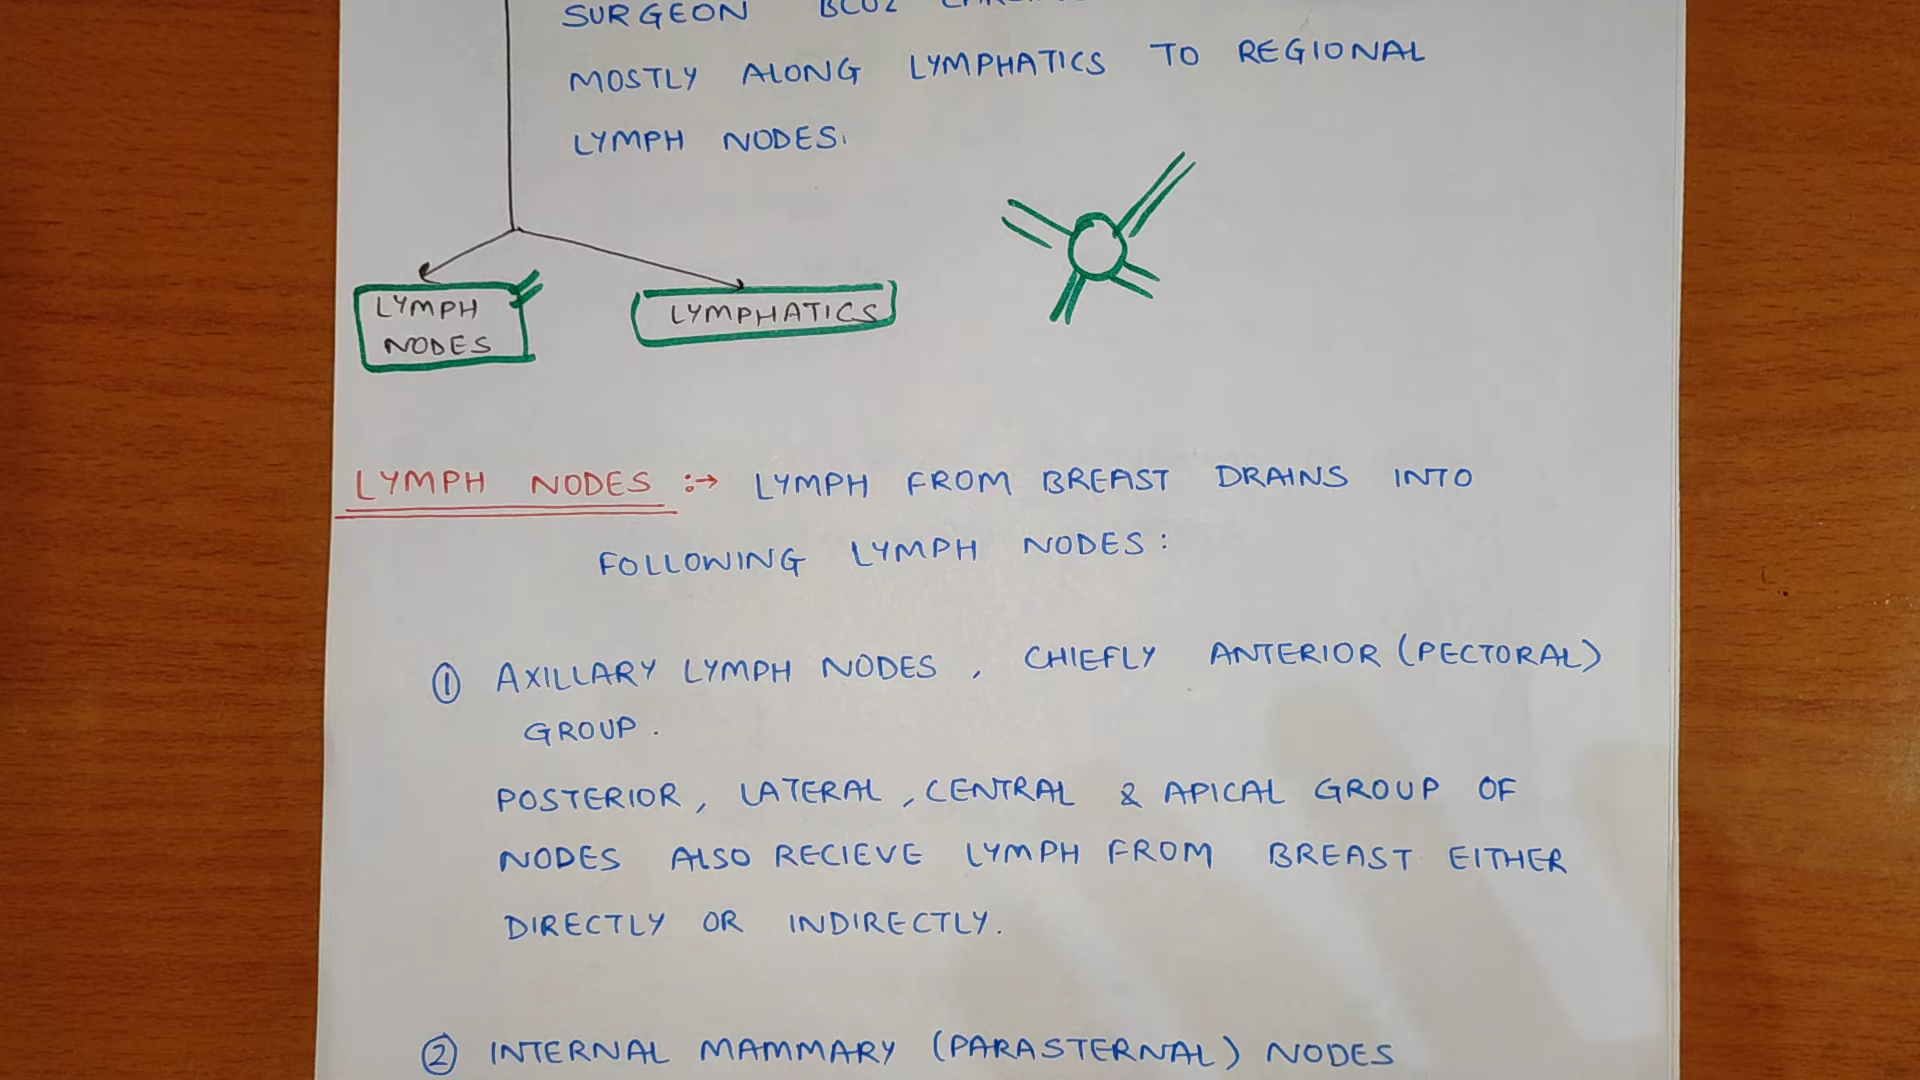 SURGEON BCOZ
MOSTLY ALONG LYMPHATICS TO REGIONAL
LYMPH NODES.
LYMPH
NODES
LYMPHATICS
LYMPH NODES :→ LYMPH FROM BREAST DRAINS INTO
FOLLOWING LYMPH NODES :
① AXILLARY LYMPH NODES , CHIEFLY ANTERIOR (PECTORAL)
GROUP .
POSTERIOR , LATERAL , CENTRAL & APICAL GROUP OF
NODES ALSO RECIEVE LYMPH FROM BREAST EITHER
DIRECTLY OR INDIRECTLY.
② INTERNAL MAMMARY (PARASTERNAL) NODES